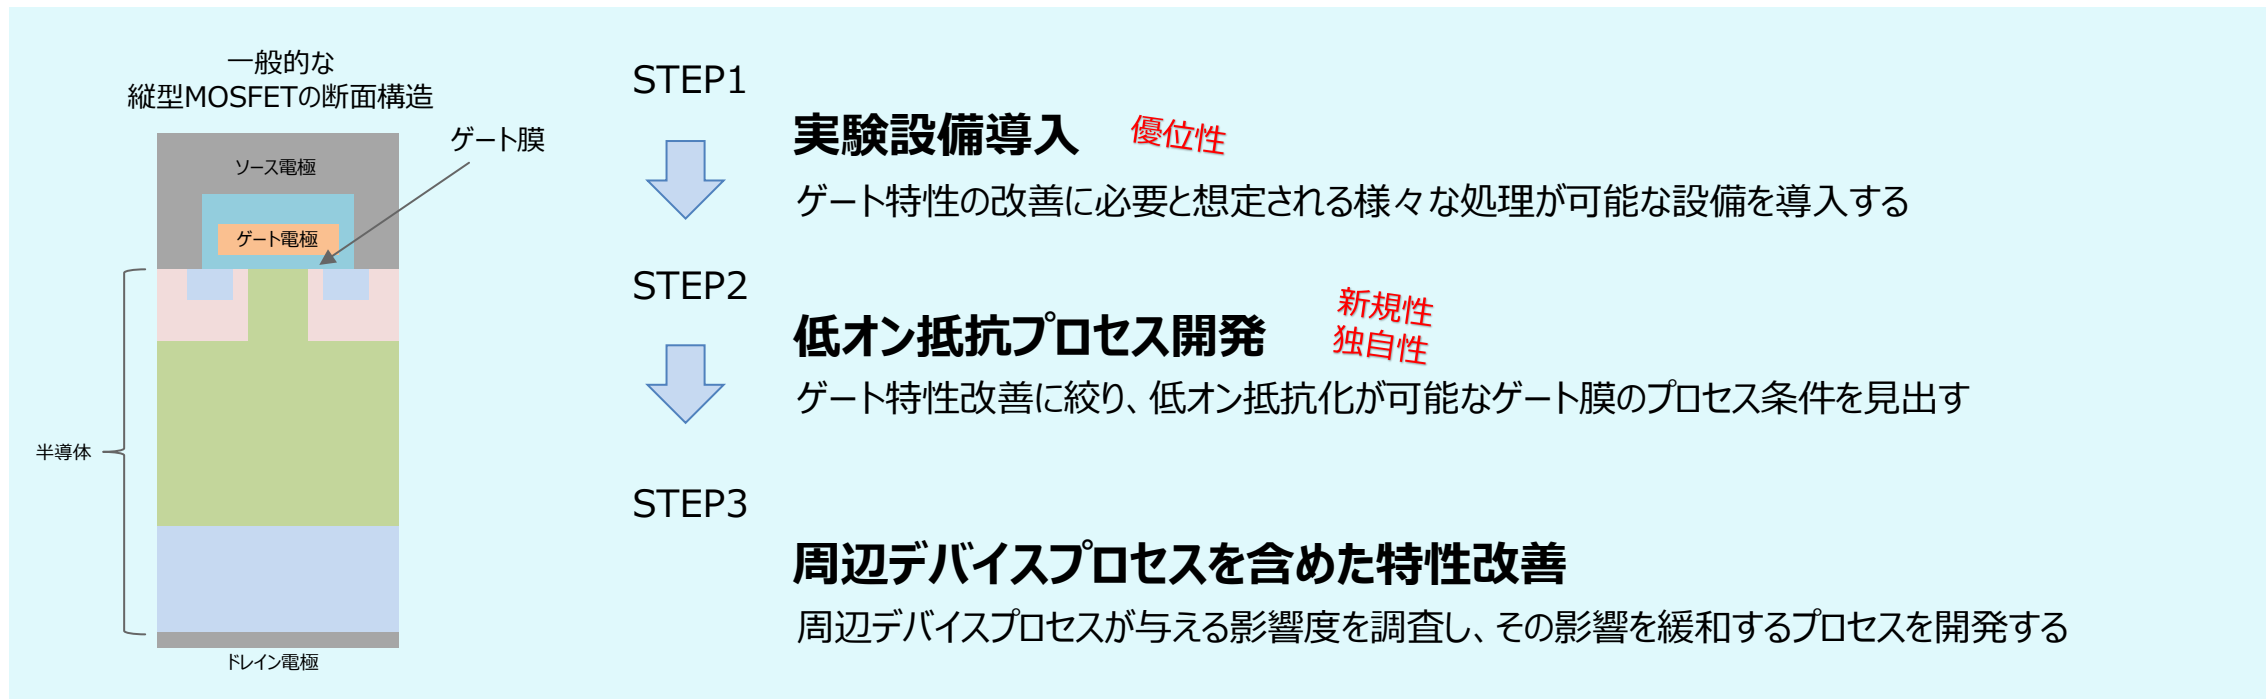 一般的な
縦型MOSFETの断面構造
ゲート膜
ソース電極
ゲート電極
半導体
ドレイン電極
STEP1
実験設備導入
優位性
ゲート特性の改善に必要と想定される様々な処理が可能な設備を導入する
STEP2
低オン抵抗プロセス開発
新規性
独自性
ゲート特性改善に絞り、低オン抵抗化が可能なゲート膜のプロセス条件を見出す
STEP3
周辺デバイスプロセスを含めた特性改善
周辺デバイスプロセスが与える影響度を調査し、その影響を緩和するプロセスを開発する